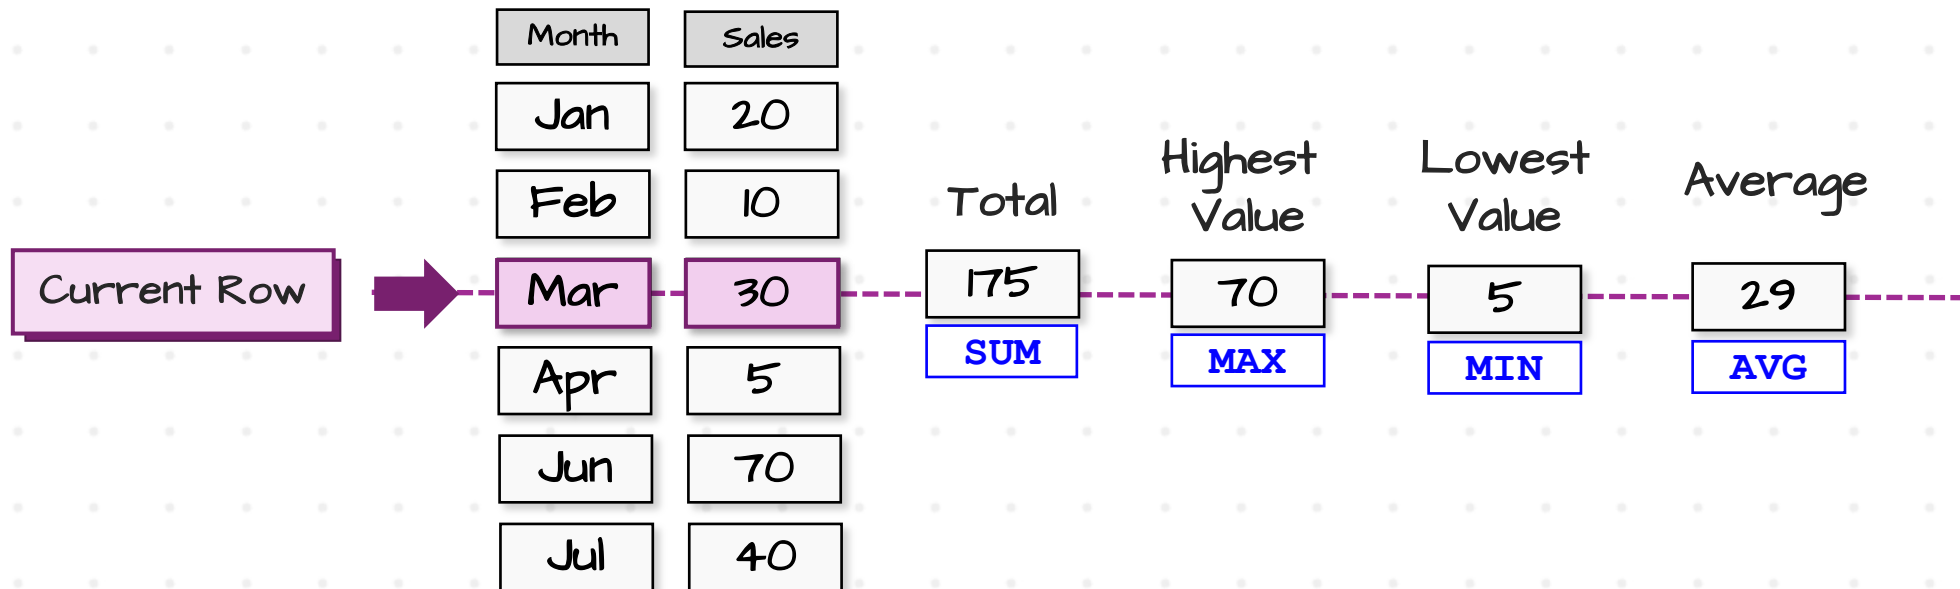 Month Sales
Jan 20
Feb 10
Current Row Mar 30
Apr 5
Jun 70
Jul 40
Total
175
SUM
Highest
Value
70
MAX
Lowest
Value
5
MIN
Average
29
AVG